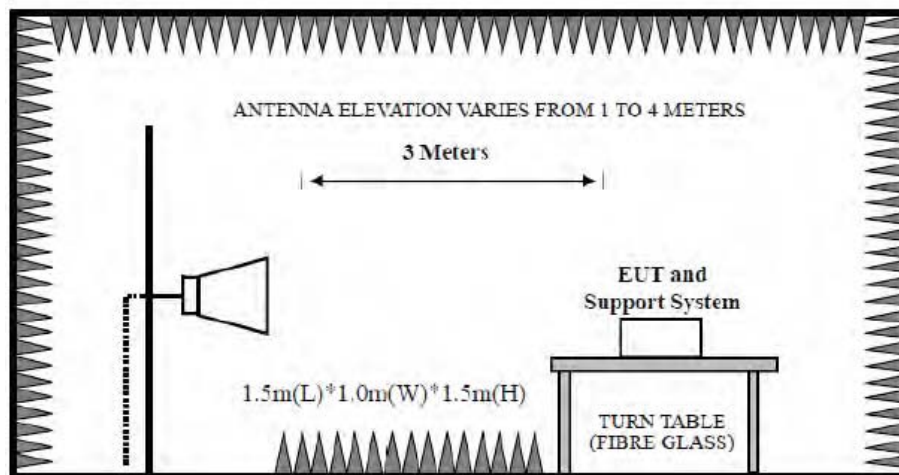 ANTENNA ELEVATION VARIES FROM 1 TO 4 METERS
3 Meters
EUT and
Support System
1.5m(L)*1.0m(W)*1.5m(H)
TURN TABLE
(FIBRE GLASS)